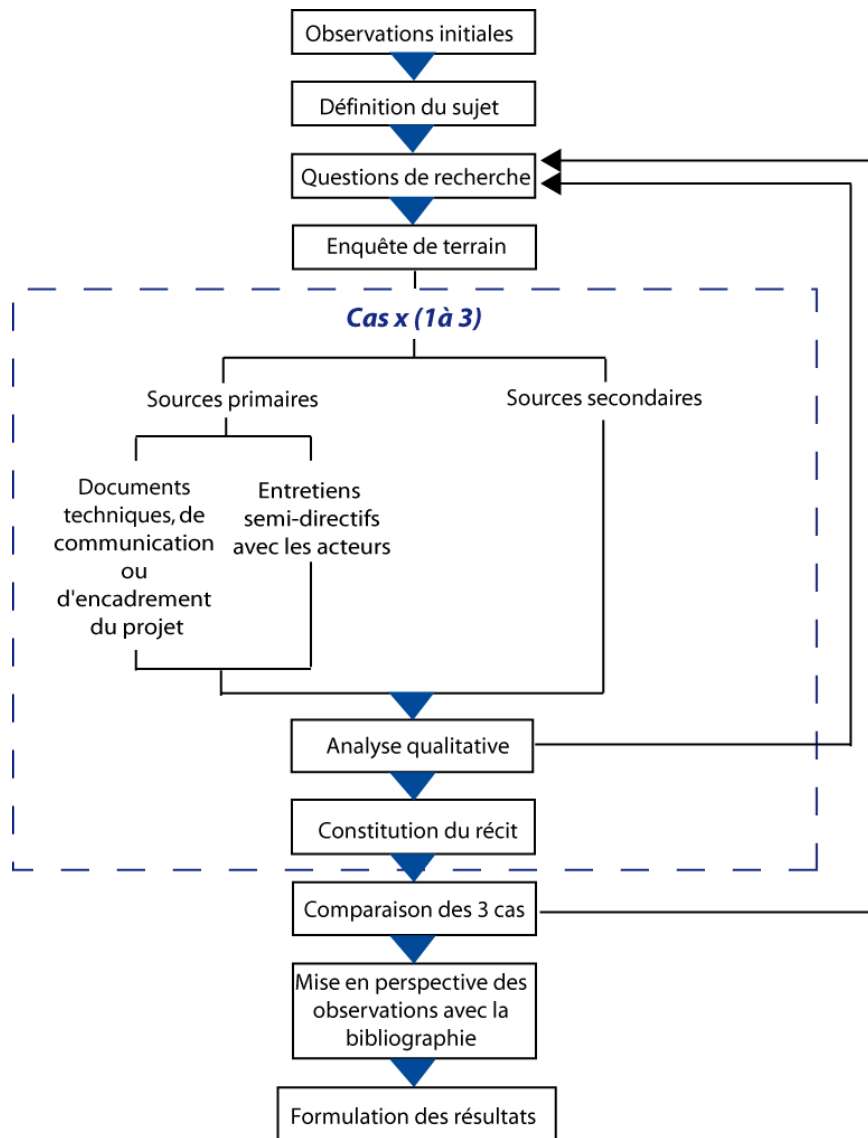 Observations initiales
Définition du sujet
Questions de recherche
Enquête de terrain
Cas x (1à 3)
Sources primaires
Sources secondaires
Documents
techniques, de
communication
ou
d'encadrement
du projet
Entretiens
semi-directifs
avec les acteurs
Analyse qualitative
Constitution du récit
Comparaison des 3 cas
Mise en perspective des
observations avec la
bibliographie
Formulation des résultats